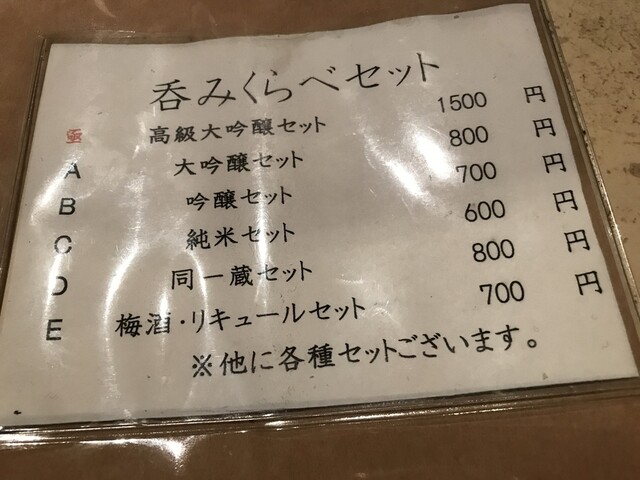 呑みくらべセット
極 高級大吟醸セット 1500 円
A 大吟醸セット 800 円
B 吟醸セット 700 円
C 純米セット 600 円
D 同一蔵セット 800 円
E 梅酒・リキュールセット 700 円
※他に各種セットございます。